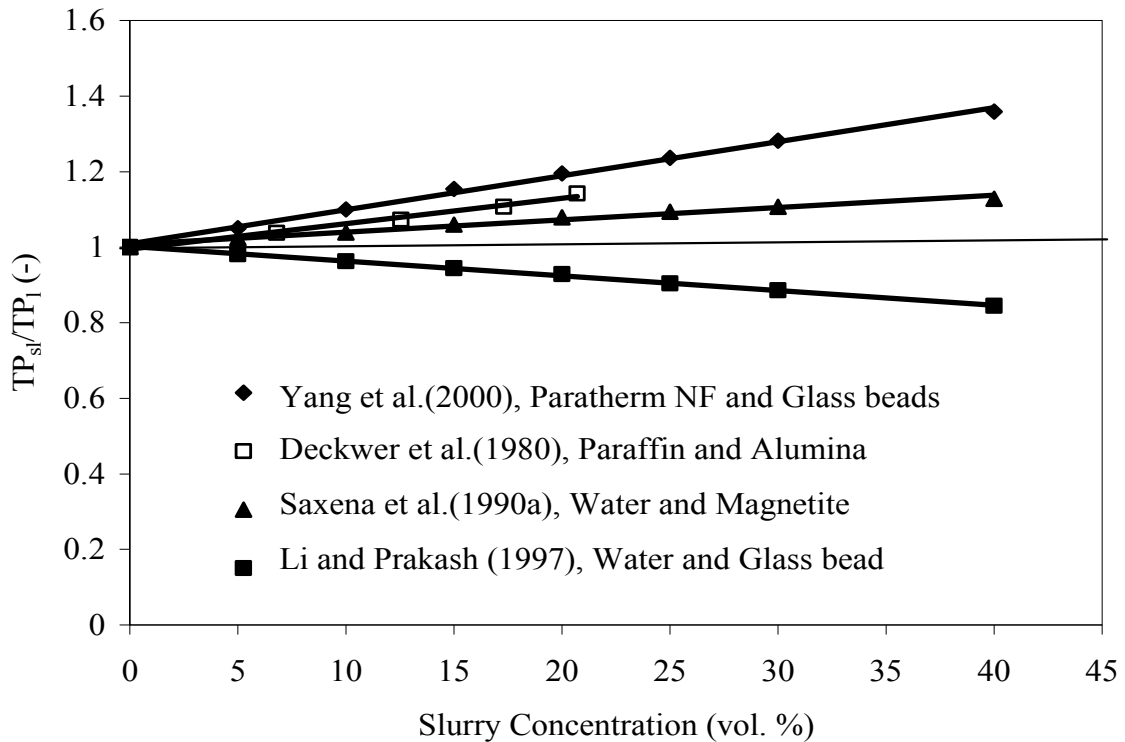 1.6
1.4
1.2
1
0.8
0.6
0.4
0.2
0
TPsl/TPl (-)
Yang et al.(2000), Paratherm NF and Glass beads
Deckwer et al.(1980), Paraffin and Alumina
Saxena et al.(1990a), Water and Magnetite
Li and Prakash (1997), Water and Glass bead
0 5 10 15 20 25 30 35 40 45
Slurry Concentration (vol. %)